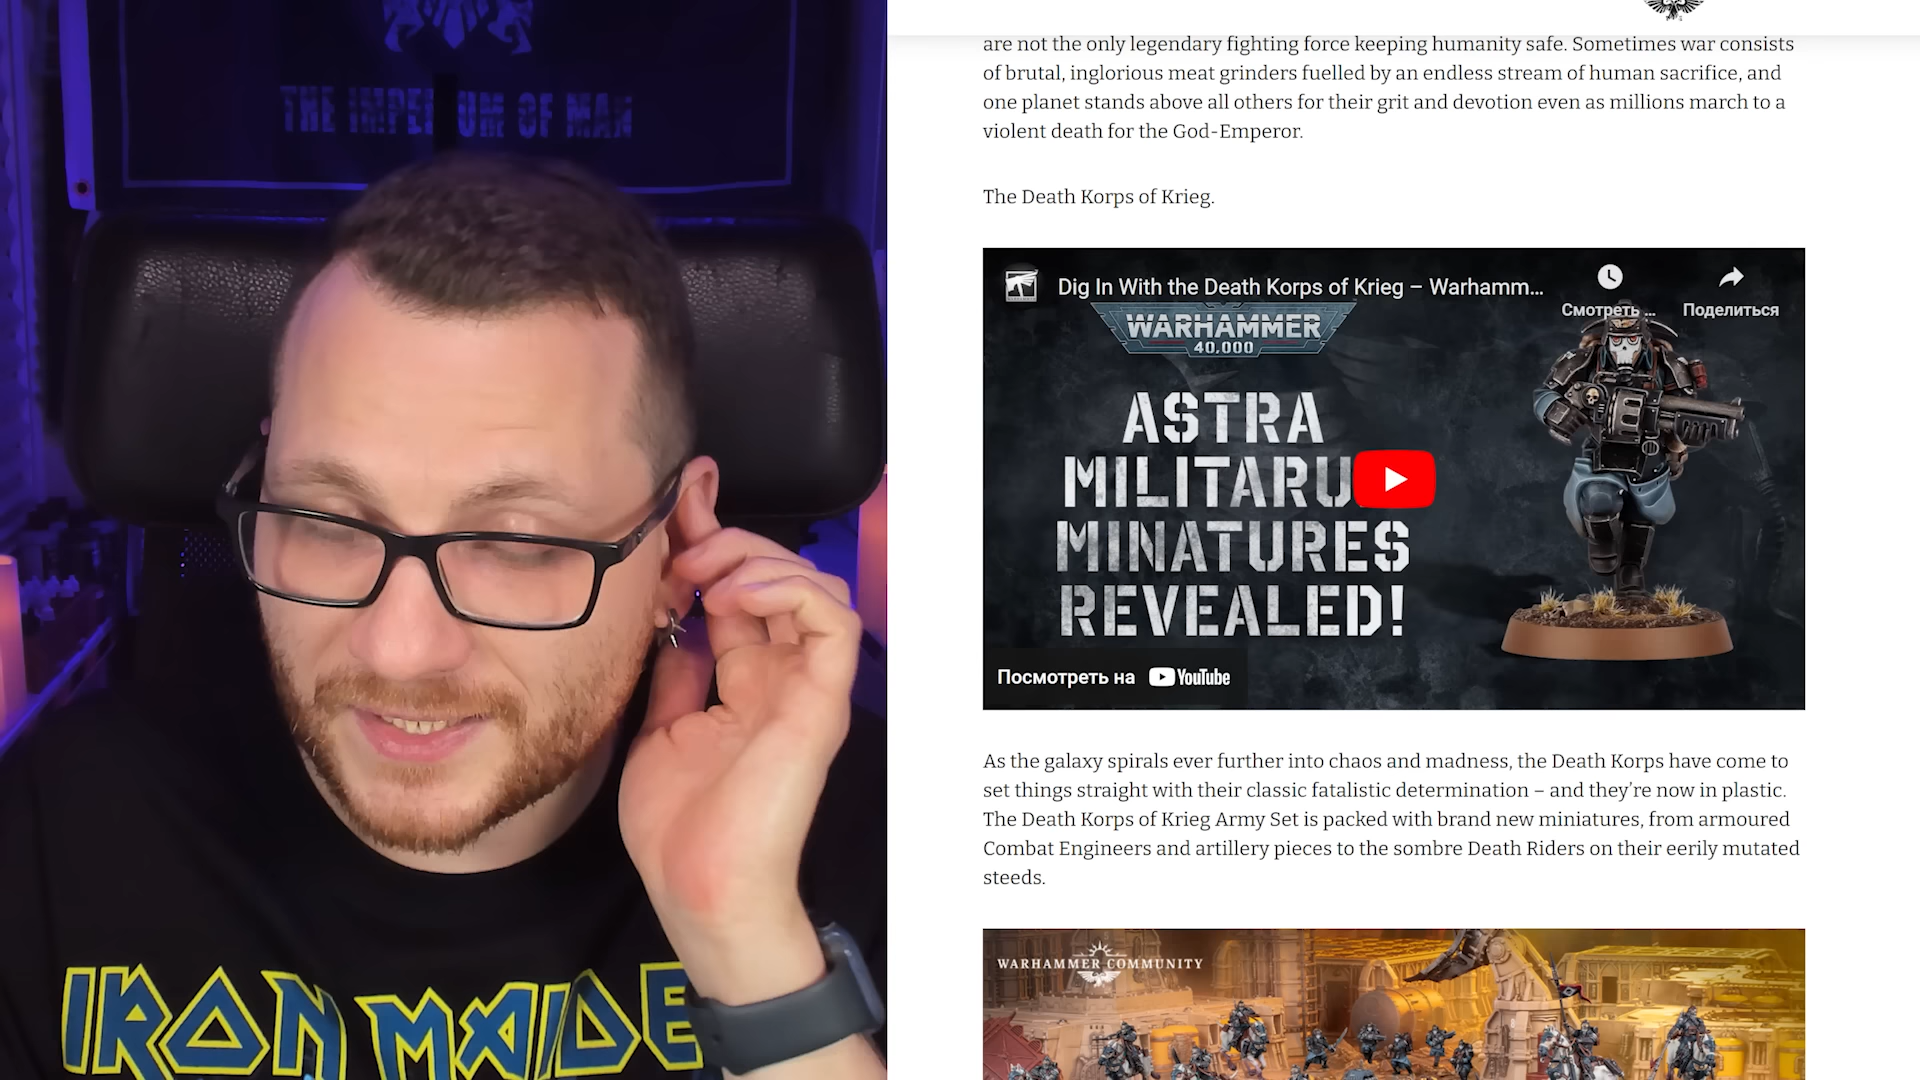 THE IMPERIUM OF MAN
IRON MAIDE
are not the only legendary fighting force keeping humanity safe. Sometimes war consists
of brutal, inglorious meat grinders fuelled by an endless stream of human sacrifice, and
one planet stands above all others for their grit and devotion even as millions march to a
violent death for the God-Emperor.
The Death Korps of Krieg.
Dig In With the Death Korps of Krieg – Warhamm...
Смотреть ...
Поделиться
WARHAMMER
40,000
ASTRA
MILITARU
MINATURES
REVEALED!
Посмотреть на YouTube
As the galaxy spirals ever further into chaos and madness, the Death Korps have come to
set things straight with their classic fatalistic determination – and they're now in plastic.
The Death Korps of Krieg Army Set is packed with brand new miniatures, from armoured
Combat Engineers and artillery pieces to the sombre Death Riders on their eerily mutated
steeds.
WARHAMMER COMMUNITY